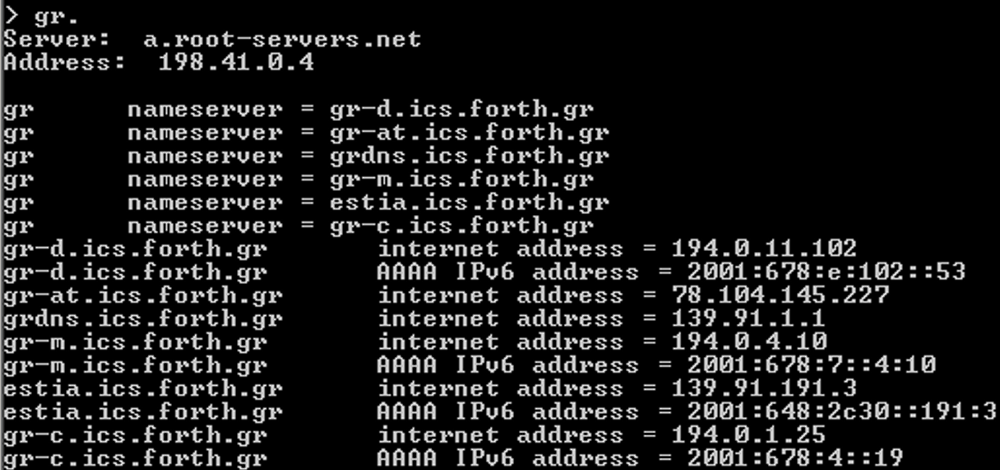 > gr.
Server:  a.root-servers.net
Address:  198.41.0.4

gr      nameserver = gr-d.ics.forth.gr
gr      nameserver = gr-at.ics.forth.gr
gr      nameserver = grdns.ics.forth.gr
gr      nameserver = gr-m.ics.forth.gr
gr      nameserver = estia.ics.forth.gr
gr      nameserver = gr-c.ics.forth.gr
gr-d.ics.forth.gr       internet address = 194.0.11.102
gr-d.ics.forth.gr       AAAA IPv6 address = 2001:678:e:102::53
gr-at.ics.forth.gr      internet address = 78.104.145.227
grdns.ics.forth.gr      internet address = 139.91.1.1
gr-m.ics.forth.gr       internet address = 194.0.4.10
gr-m.ics.forth.gr       AAAA IPv6 address = 2001:678:7::4:10
estia.ics.forth.gr      internet address = 139.91.191.3
estia.ics.forth.gr      AAAA IPv6 address = 2001:648:2c30::191:3
gr-c.ics.forth.gr       internet address = 194.0.1.25
gr-c.ics.forth.gr       AAAA IPv6 address = 2001:678:4::19